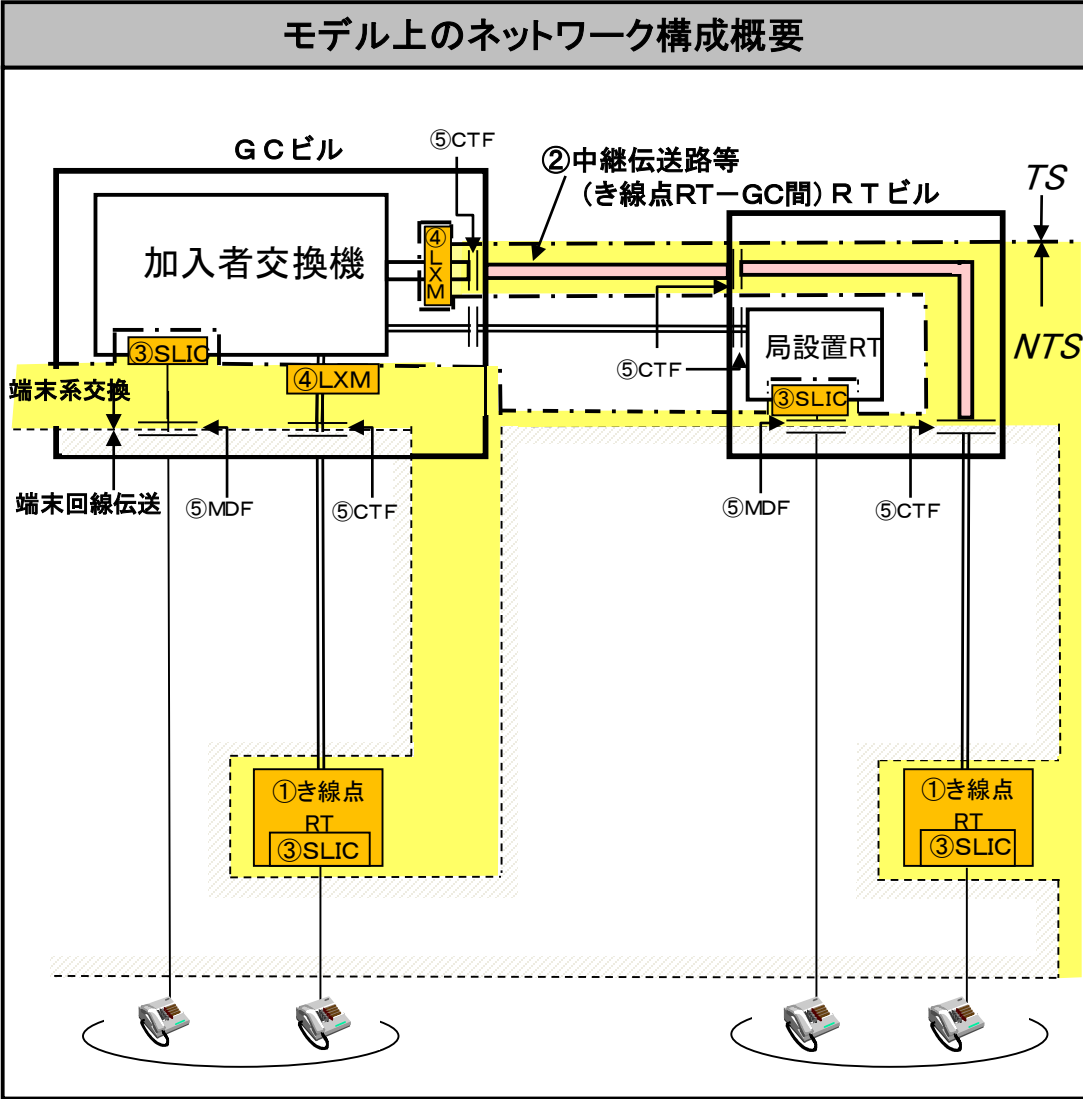 モデル上のネットワーク構成概要
GCビル
⑤CTF
②中継伝送路等
(き線点RT－GC間)
RTビル
TS
加入者交換機
④LXM
③SLIC
④LXM
⑤CTF
局設置RT
③SLIC
NTS
端末系交換
端末回線伝送
⑤MDF
⑤CTF
⑤MDF
⑤CTF
①き線点
RT
③SLIC
①き線点
RT
③SLIC